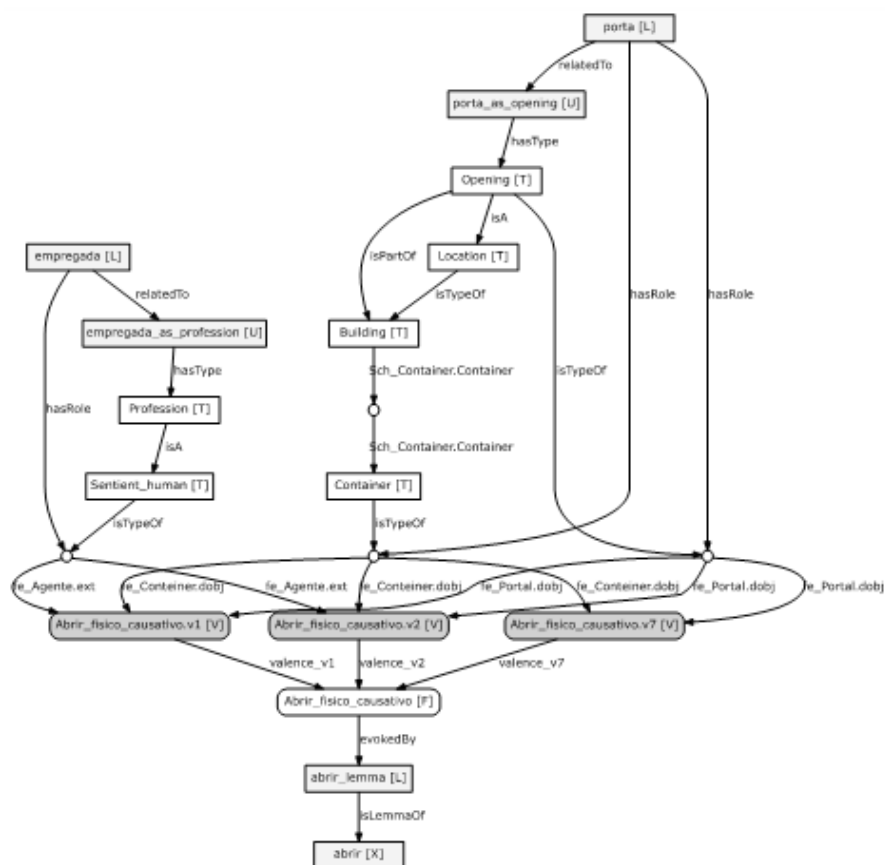 porta [L]
relatedTo
porta_as_opening [U]
hasType
Opening [T]
isA
empregada [L]
isPartOf
Location [T]
relatedTo
isTypeOf
hasRole
hasRole
empregada_as_profession [U]
Building [T]
hasType
Sch_Container.Container
isTypeOf
hasRole
Profession [T]
isA
Sch_Container.Container
Sentient_human [T]
Container [T]
isTypeOf
isTypeOf
fe_Agente.ext
fe_Conteiner.dobj
fe_Agente.ext
fe_Conteiner.dobj
fe_Portal.dobj
fe_Conteiner.dobj
fe_Portal.dobj
fe_Portal.dobj
Abrir_fisico_causativo.v1 [V]
Abrir_fisico_causativo.v2 [V]
Abrir_fisico_causativo.v7 [V]
valence_v1
valence_v2
valence_v7
Abrir_fisico_causativo [F]
evokedBy
abrir_lemma [L]
isLemmaOf
abrir [X]